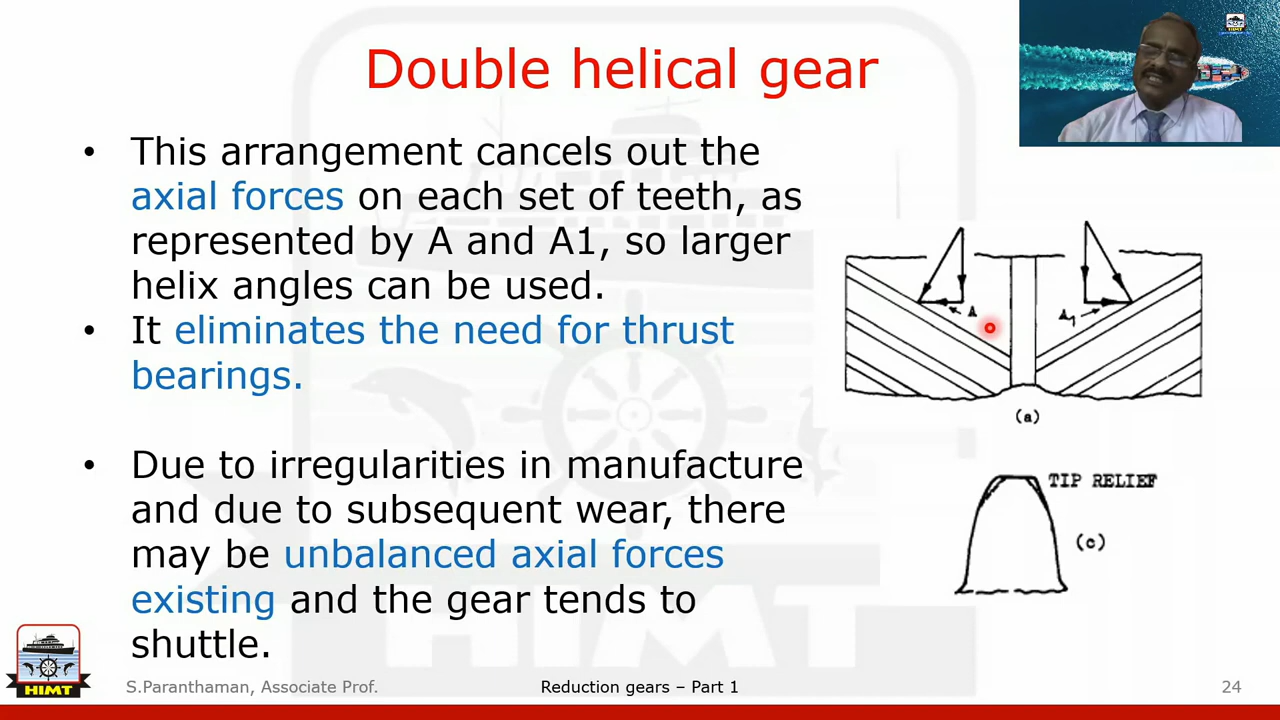 Double helical gear
• This arrangement cancels out the
axial forces on each set of teeth, as
represented by A and A1, so larger
helix angles can be used.
• It eliminates the need for thrust
bearings.
• Due to irregularities in manufacture
and due to subsequent wear, there
may be unbalanced axial forces
existing and the gear tends to
shuttle.
A
A1
(a)
TIP RELIEF
(c)
HIMT
HIMT
HIMT
S.Paranthaman, Associate Prof.
Reduction gears – Part 1
24